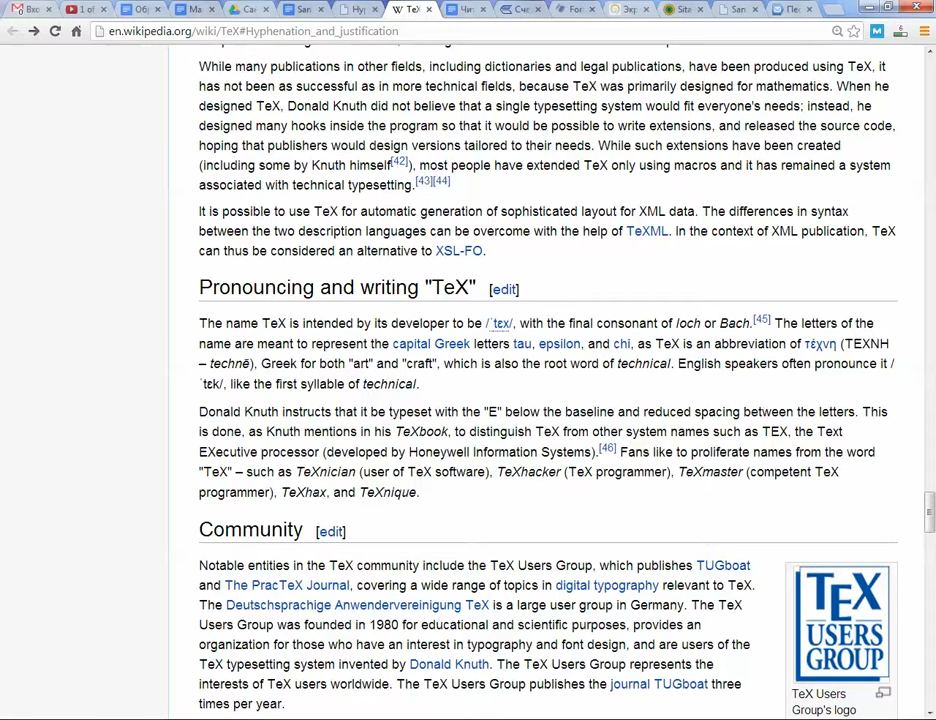 Вхо
1 of
Обр
Ma
Can
San
Hyp
TeX
Чит
Ссе
For
Экр
Sita
San
Пес
en.wikipedia.org/wiki/TeX#Hyphenation_and_justification
While many publications in other fields, including dictionaries and legal publications, have been produced using TeX, it
has not been as successful as in more technical fields, because TeX was primarily designed for mathematics. When he
designed TeX, Donald Knuth did not believe that a single typesetting system would fit everyone's needs; instead, he
designed many hooks inside the program so that it would be possible to write extensions, and released the source code,
hoping that publishers would design versions tailored to their needs. While such extensions have been created
(including some by Knuth himself[42]), most people have extended TeX only using macros and it has remained a system
associated with technical typesetting.[43][44]
It is possible to use TeX for automatic generation of sophisticated layout for XML data. The differences in syntax
between the two description languages can be overcome with the help of TeXML. In the context of XML publication, TeX
can thus be considered an alternative to XSL-FO.
Pronouncing and writing "TeX" [edit]
The name TeX is intended by its developer to be /ˈtɛx/, with the final consonant of loch or Bach.[45] The letters of the
name are meant to represent the capital Greek letters tau, epsilon, and chi, as TeX is an abbreviation of τέχνη (ΤΕΧΝΗ
– technē), Greek for both "art" and "craft", which is also the root word of technical. English speakers often pronounce it /
ˈtɛk/, like the first syllable of technical.
Donald Knuth instructs that it be typeset with the "E" below the baseline and reduced spacing between the letters. This
is done, as Knuth mentions in his TeXbook, to distinguish TeX from other system names such as TEX, the Text
EXecutive processor (developed by Honeywell Information Systems).[46] Fans like to proliferate names from the word
"TeX" – such as TeXnician (user of TeX software), TeXhacker (TeX programmer), TeXmaster (competent TeX
programmer), TeXhax, and TeXnique.
Community [edit]
Notable entities in the TeX community include the TeX Users Group, which publishes TUGboat
and The PracTeX Journal, covering a wide range of topics in digital typography relevant to TeX.
The Deutschsprachige Anwendervereinigung TeX is a large user group in Germany. The TeX
Users Group was founded in 1980 for educational and scientific purposes, provides an
organization for those who have an interest in typography and font design, and are users of the
TeX typesetting system invented by Donald Knuth. The TeX Users Group represents the
interests of TeX users worldwide. The TeX Users Group publishes the journal TUGboat three
times per year.
TEX
USERS
GROUP
TeX Users
Group's logo